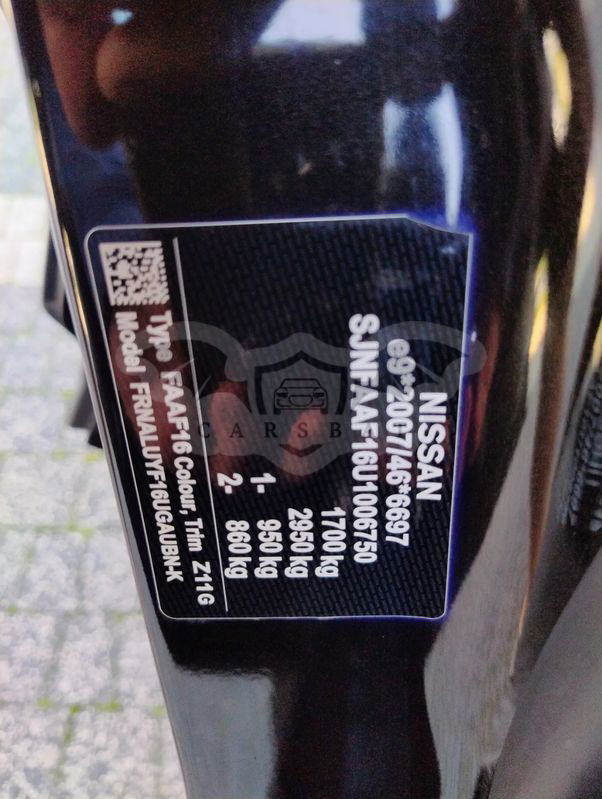 NISSAN
e9*2007/46*6697
SJNFAAF16U1006750
1700 kg
2950 kg
1- 950 kg
2- 860 kg
Type FAAF16 Colour, Trim Z11 G
Model FRNALUYF16UGAUBN-K
CARSB